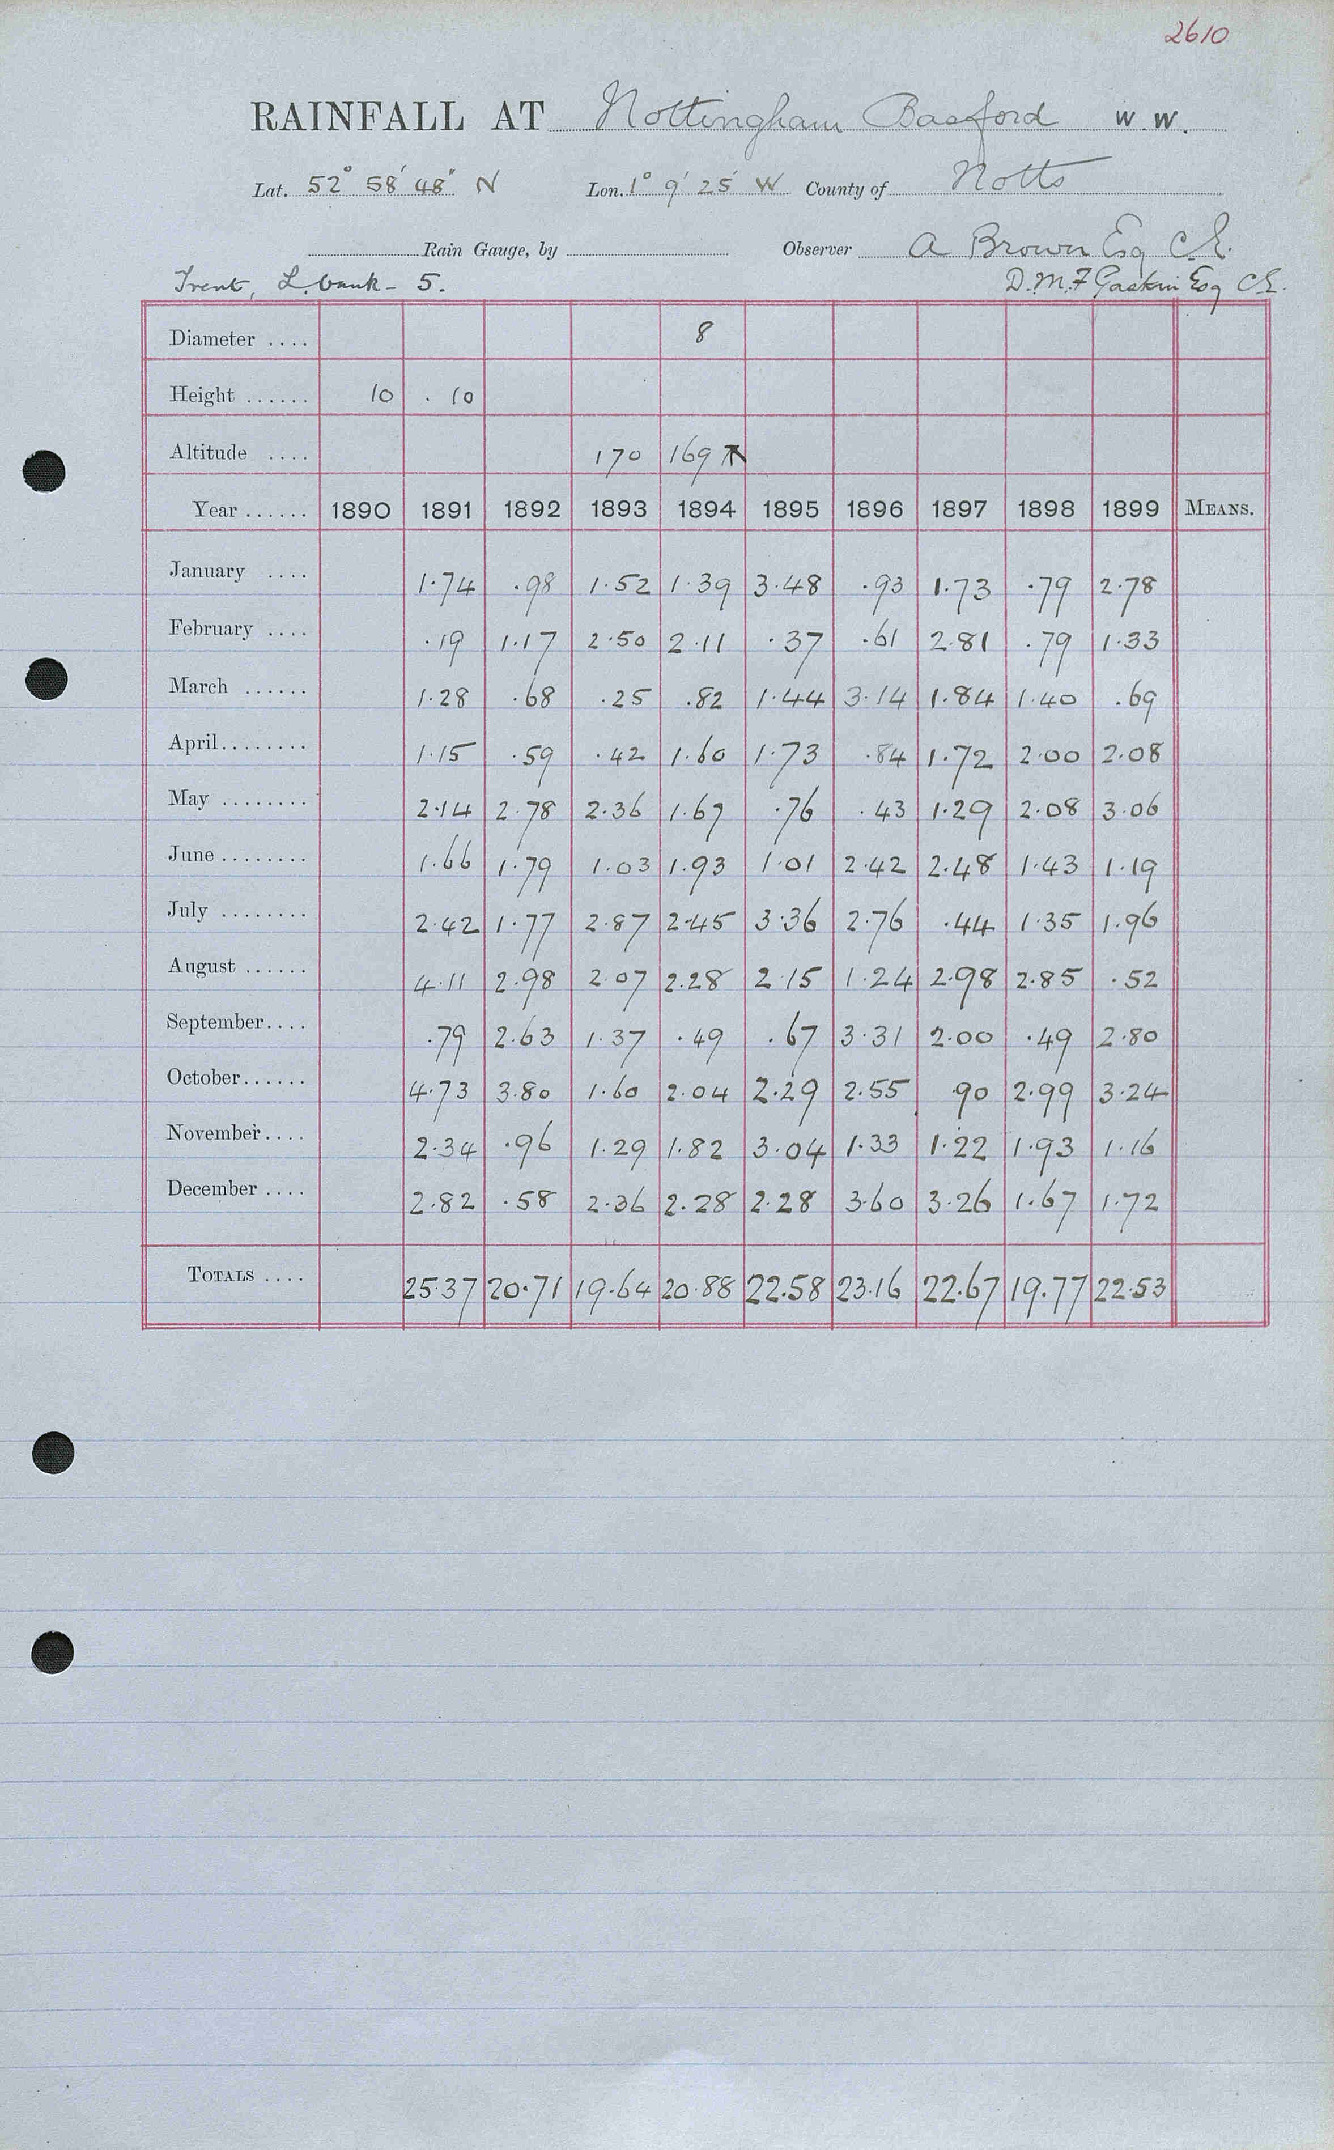 2610
RAINFALL AT Nottingham Basford W.W.
Lat. 52° 58' 48" N Lon. 1° 9' 25" W County of Notts
Rain Gauge, by Observer A Brown Esq C.E.
Trent, L. bank - 5. D.M.F Gaskin Esq C.E.
Diameter .... 8
Height ...... 10 . 10
Altitude .... 170 169
Year ...... 1890 1891 1892 1893 1894 1895 1896 1897 1898 1899 MEANS.
January .... 1.74 .98 1.52 1.39 3.48 .93 1.73 .79 2.78
February .... .19 1.17 2.50 2.11 .37 .61 2.81 .79 1.33
March ...... 1.28 .68 .25 .82 1.44 3.14 1.84 1.40 .69
April........ 1.15 .59 .42 1.60 1.73 .84 1.72 2.00 2.08
May ........ 2.14 2.78 2.36 1.67 .76 .43 1.29 2.08 3.06
June ........ 1.66 1.79 1.03 1.93 1.01 2.42 2.48 1.43 1.19
July ........ 2.42 1.77 2.87 2.45 3.36 2.76 .44 1.35 1.96
August ...... 4.11 2.98 2.07 2.28 2.15 1.24 2.98 2.85 .52
September.... .79 2.63 1.37 .49 .67 3.31 2.00 .49 2.80
October...... 4.73 3.80 1.60 2.04 2.29 2.55 .90 2.99 3.24
November.... 2.34 .96 1.29 1.82 3.04 1.33 1.22 1.93 1.16
December .... 2.82 .58 2.36 2.28 2.28 3.60 3.26 1.67 1.72
TOTALS .... 25.37 20.71 19.64 20.88 22.58 23.16 22.67 19.77 22.53